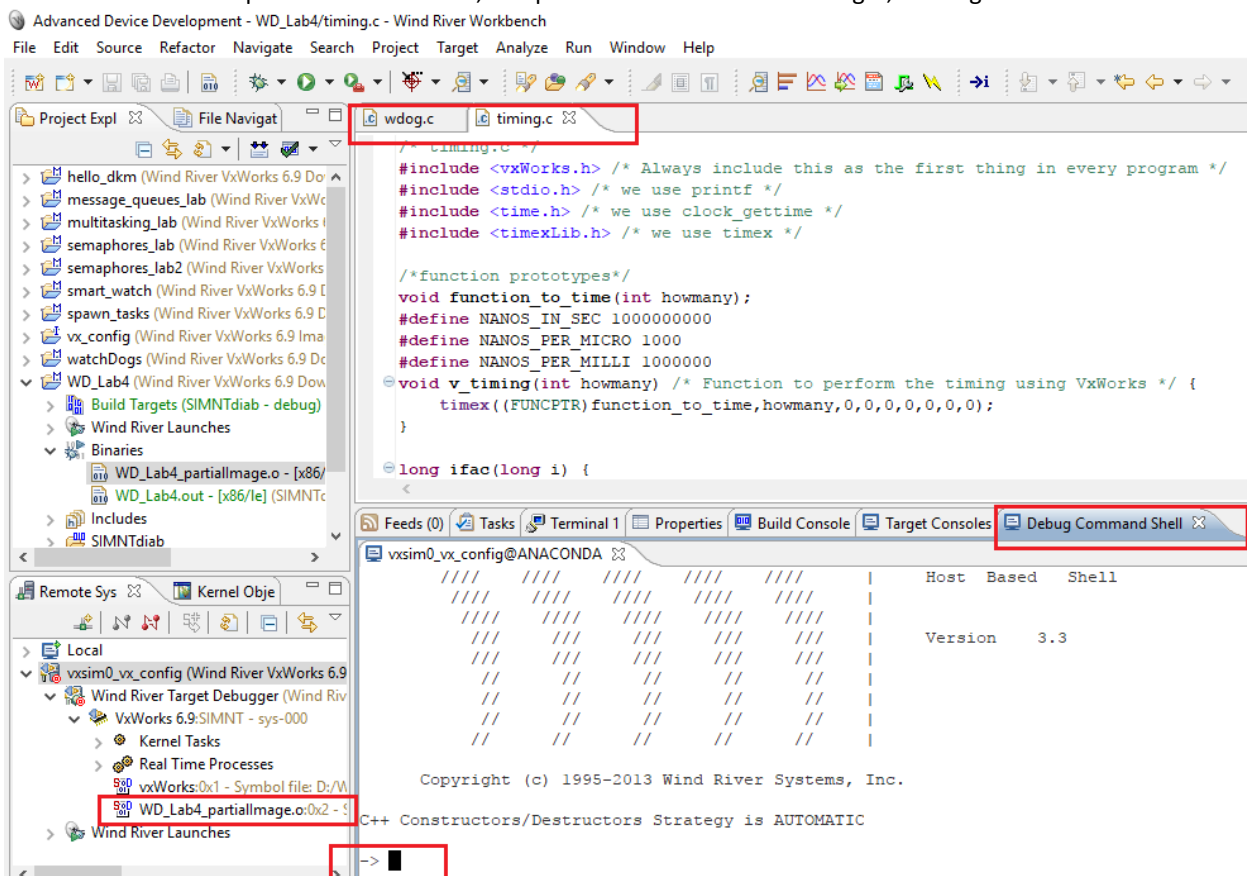 Advanced Device Development - WD_Lab4/timing.c - Wind River Workbench
File Edit Source Refactor Navigate Search Project Target Analyze Run Window Help
Project Expl File Navigat
hello_dkm (Wind River VxWorks 6.9 Do
message_queues_lab (Wind River VxWo
multitasking_lab (Wind River VxWorks
semaphores_lab (Wind River VxWorks 6
semaphores_lab2 (Wind River VxWorks
smart_watch (Wind River VxWorks 6.9 D
spawn_tasks (Wind River VxWorks 6.9 D
vx_config (Wind River VxWorks 6.9 Ima
watchDogs (Wind River VxWorks 6.9 Do
WD_Lab4 (Wind River VxWorks 6.9 Dow
Build Targets (SIMNTdiab - debug)
Wind River Launches
Binaries
WD_Lab4_partialImage.o - [x86/
WD_Lab4.out - [x86/le] (SIMNTd
Includes
SIMNTdiab
wdog.c timing.c
/* timing.c */
#include <vxWorks.h> /* Always include this as the first thing in every program */
#include <stdio.h> /* we use printf */
#include <time.h> /* we use clock_gettime */
#include <timexLib.h> /* we use timex */
/*function prototypes*/
void function_to_time(int howmany);
#define NANOS_IN_SEC 1000000000
#define NANOS_PER_MICRO 1000
#define NANOS_PER_MILLI 1000000
void v_timing(int howmany) /* Function to perform the timing using VxWorks */ {
timex((FUNCPTR)function_to_time,howmany,0,0,0,0,0,0,0);
}
long ifac(long i) {
Remote Sys Kernel Obje
Local
vxsim0_vx_config (Wind River VxWorks 6.9
Wind River Target Debugger (Wind Riv
VxWorks 6.9:SIMNT - sys-000
Kernel Tasks
Real Time Processes
vxWorks:0x1 - Symbol file: D:/W
WD_Lab4_partialImage.o:0x2 - S
Wind River Launches
Feeds (0) Tasks Terminal 1 Properties Build Console Target Consoles Debug Command Shell
vxsim0_vx_config@ANACONDA
//// //// //// //// //// | Host Based Shell
//// //// //// //// //// |
//// //// //// //// //// |
/// /// /// /// /// | Version 3.3
/// /// /// /// /// |
// // // // // |
// // // // // |
// // // // // |
// // // // // |
Copyright (c) 1995-2013 Wind River Systems, Inc.
C++ Constructors/Destructors Strategy is AUTOMATIC
->